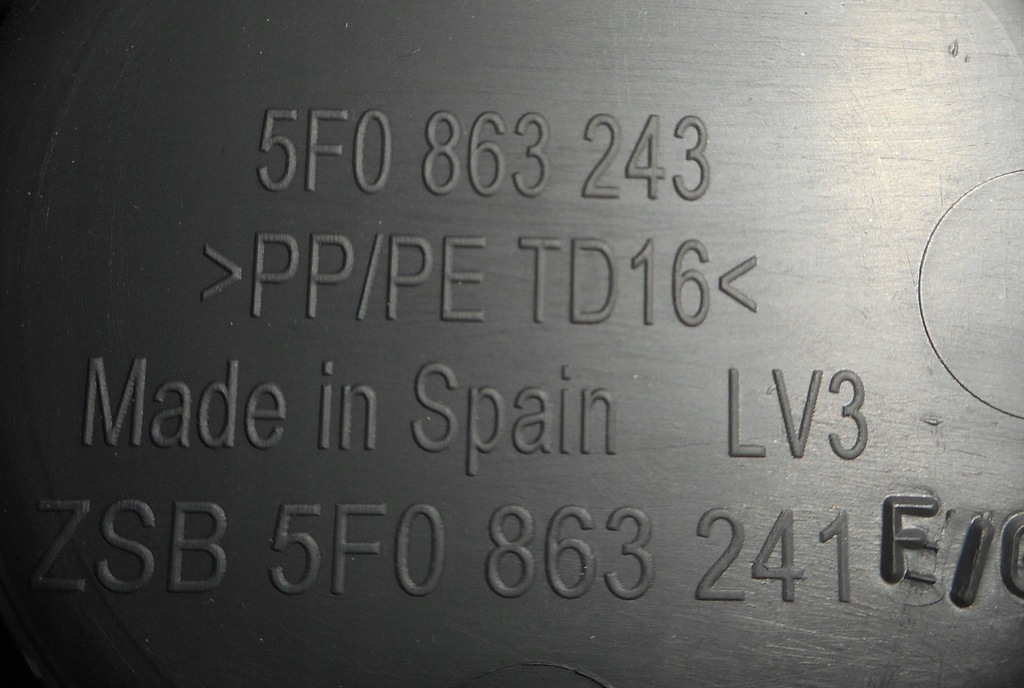 5F0 863 243
>PP/PE TD16<
Made in Spain LV3
ZSB 5F0 863 241 F/